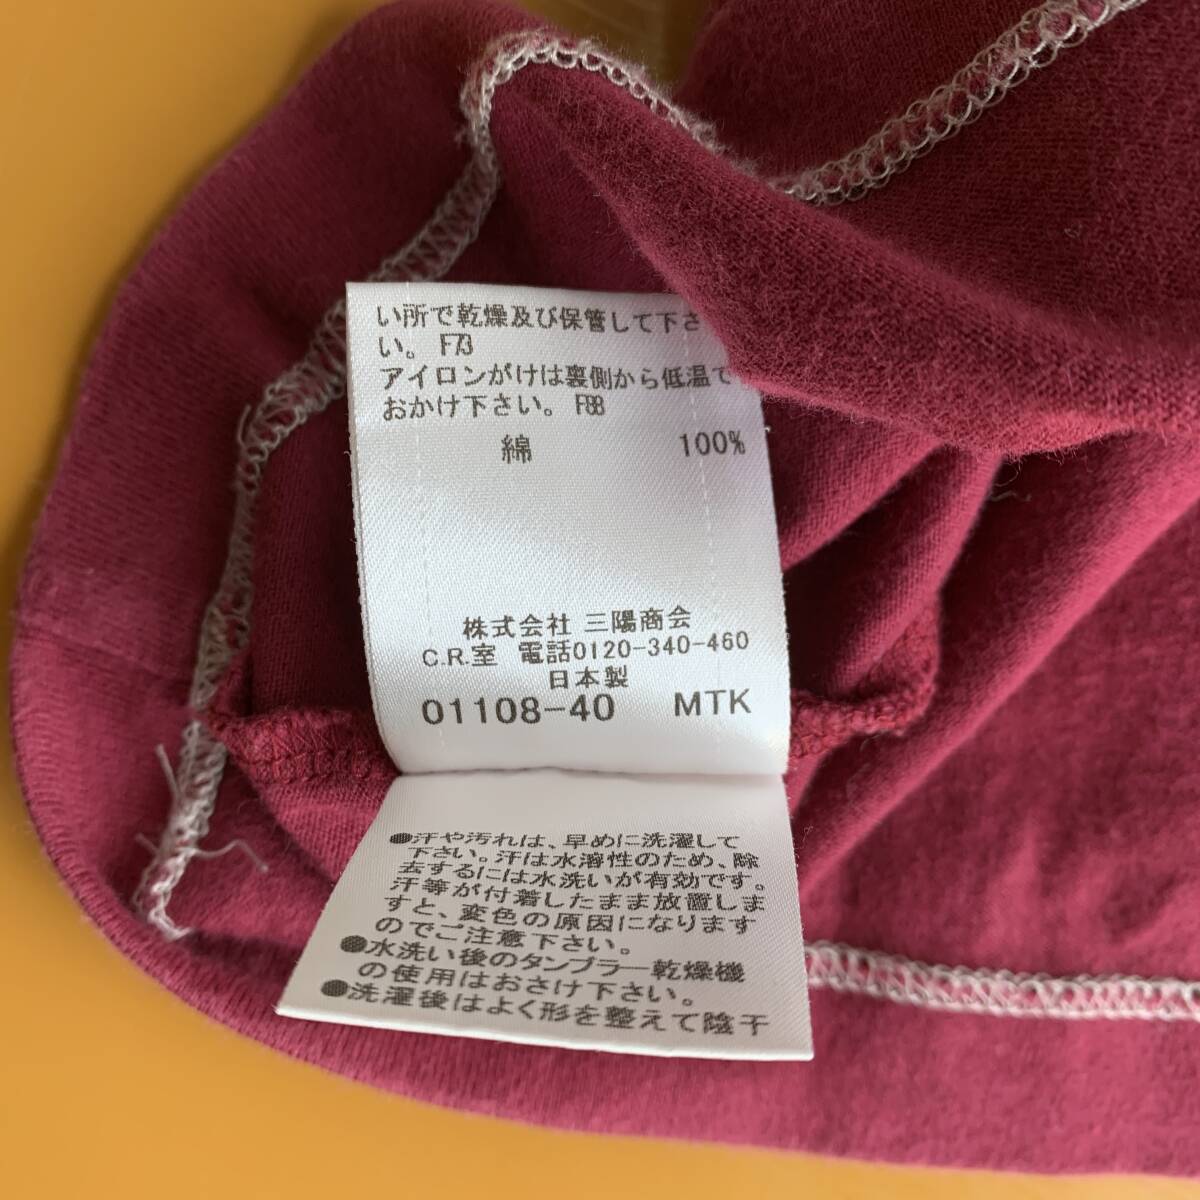 い所で乾燥及び保管して下さ
い。 F73
アイロンがけは裏側から低温で
おかけ下さい。 F88
綿 100%
株式会社 三陽商会
C.R.室 電話0120-340-460
日本製
01108-40 MTK
●汗や汚れは、早めに洗濯して
下さい。汗は水溶性のため、除
去するには水洗いが有効です。
汗等が付着したまま放置しま
すと、変色の原因になります
のでご注意下さい。
●水洗い後のタンブラー乾燥機
の使用はおさけ下さい。
●洗濯後はよく形を整えて陰干